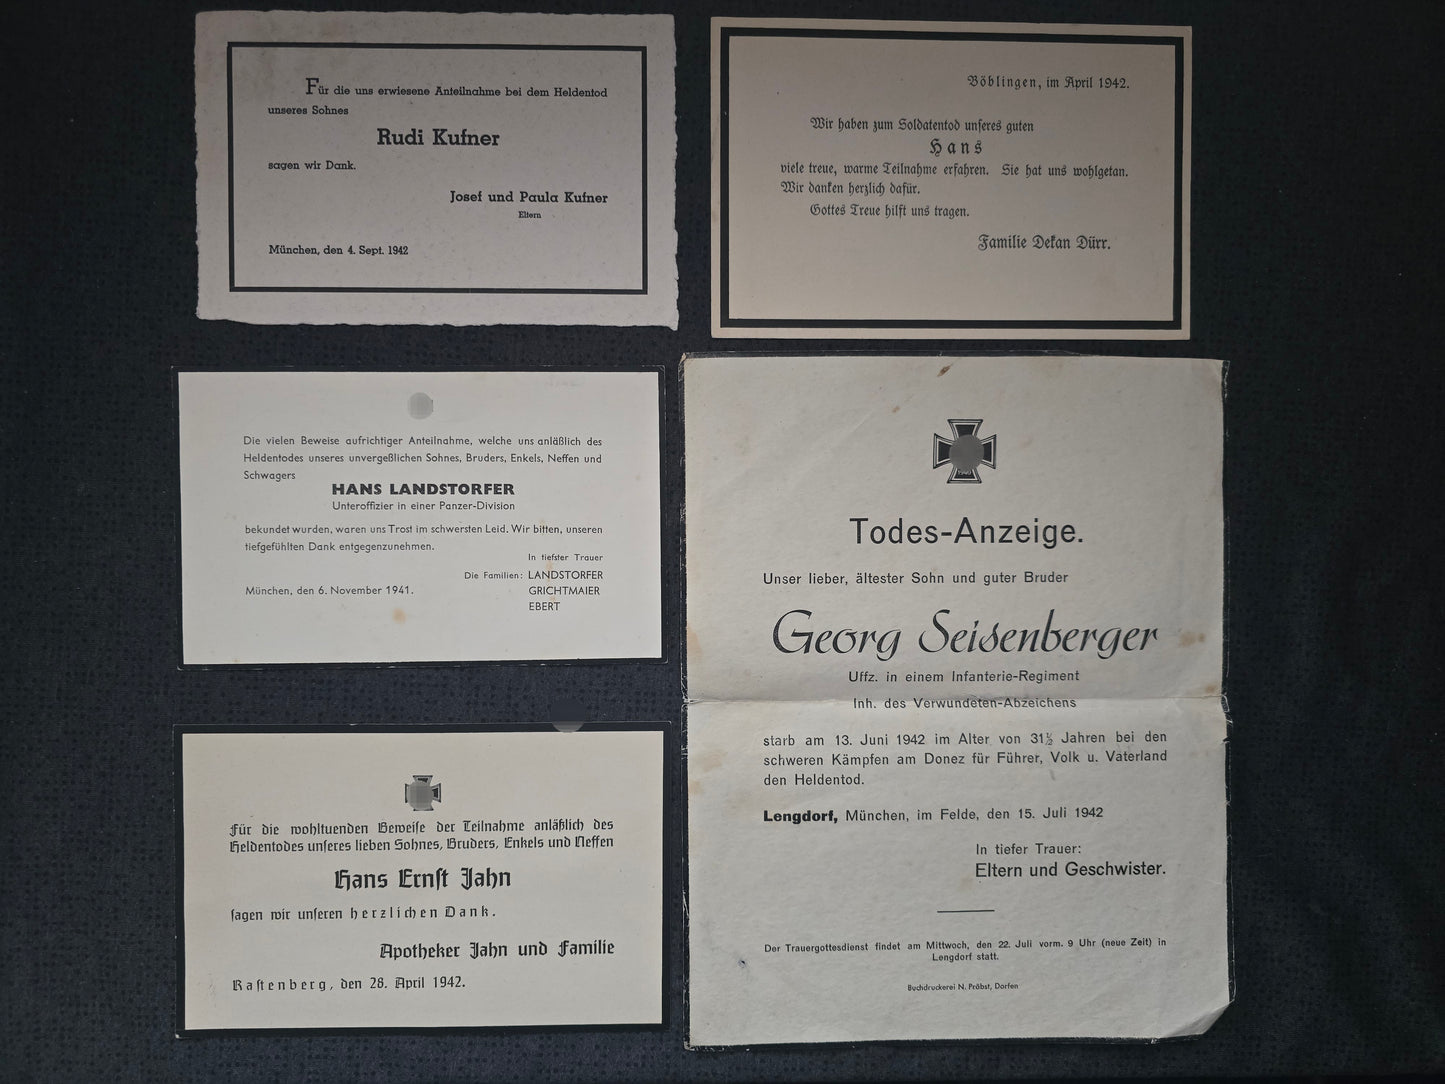 Für die uns erwiesene Anteilnahme bei dem Heldentod
unseres Sohnes
Rudi Kufner
sagen wir Dank.
Josef und Paula Kufner
Eltern
München, den 4. Sept. 1942
Böblingen, im April 1942.
Wir haben zum Soldatentod unseres guten
Hans
viele treue, warme Teilnahme erfahren. Sie hat uns wohlgetan.
Wir danken herzlich dafür.
Gottes Treue hilft uns tragen.
Familie Dekan Dürr.
Die vielen Beweise aufrichtiger Anteilnahme, welche uns anläßlich des
Heldentodes unseres unvergeßlichen Sohnes, Bruders, Enkels, Neffen und
Schwagers
HANS LANDSTORFER
Unteroffizier in einer Panzer-Division
bekundet wurden, waren uns Trost im schwersten Leid. Wir bitten, unseren
tiefgefühlten Dank entgegenzunehmen.
In tiefster Trauer
Die Familien: LANDSTORFER
GRICHTMAIER
EBERT
München, den 6. November 1941.
Todes-Anzeige.
Unser lieber, ältester Sohn und guter Bruder
Georg Seisenberger
Uffz. in einem Infanterie-Regiment
Inh. des Verwundeten-Abzeichens
starb am 13. Juni 1942 im Alter von 31½ Jahren bei den
schweren Kämpfen am Donez für Führer, Volk u. Vaterland
den Heldentod.
Lengdorf, München, im Felde, den 15. Juli 1942
In tiefer Trauer:
Eltern und Geschwister.
Der Trauergottesdienst findet am Mittwoch, den 22. Juli vorm. 9 Uhr (neue Zeit) in
Lengdorf statt.
Buchdruckerei N. Pröbst, Dorfen
Für die wohltuenden Beweise der Teilnahme anläßlich des
Heldentodes unseres lieben Sohnes, Bruders, Enkels und Neffen
Hans Ernst Jahn
sagen wir unseren herzlichen Dank.
Apotheker Jahn und Familie
Rastenberg, den 28. April 1942.